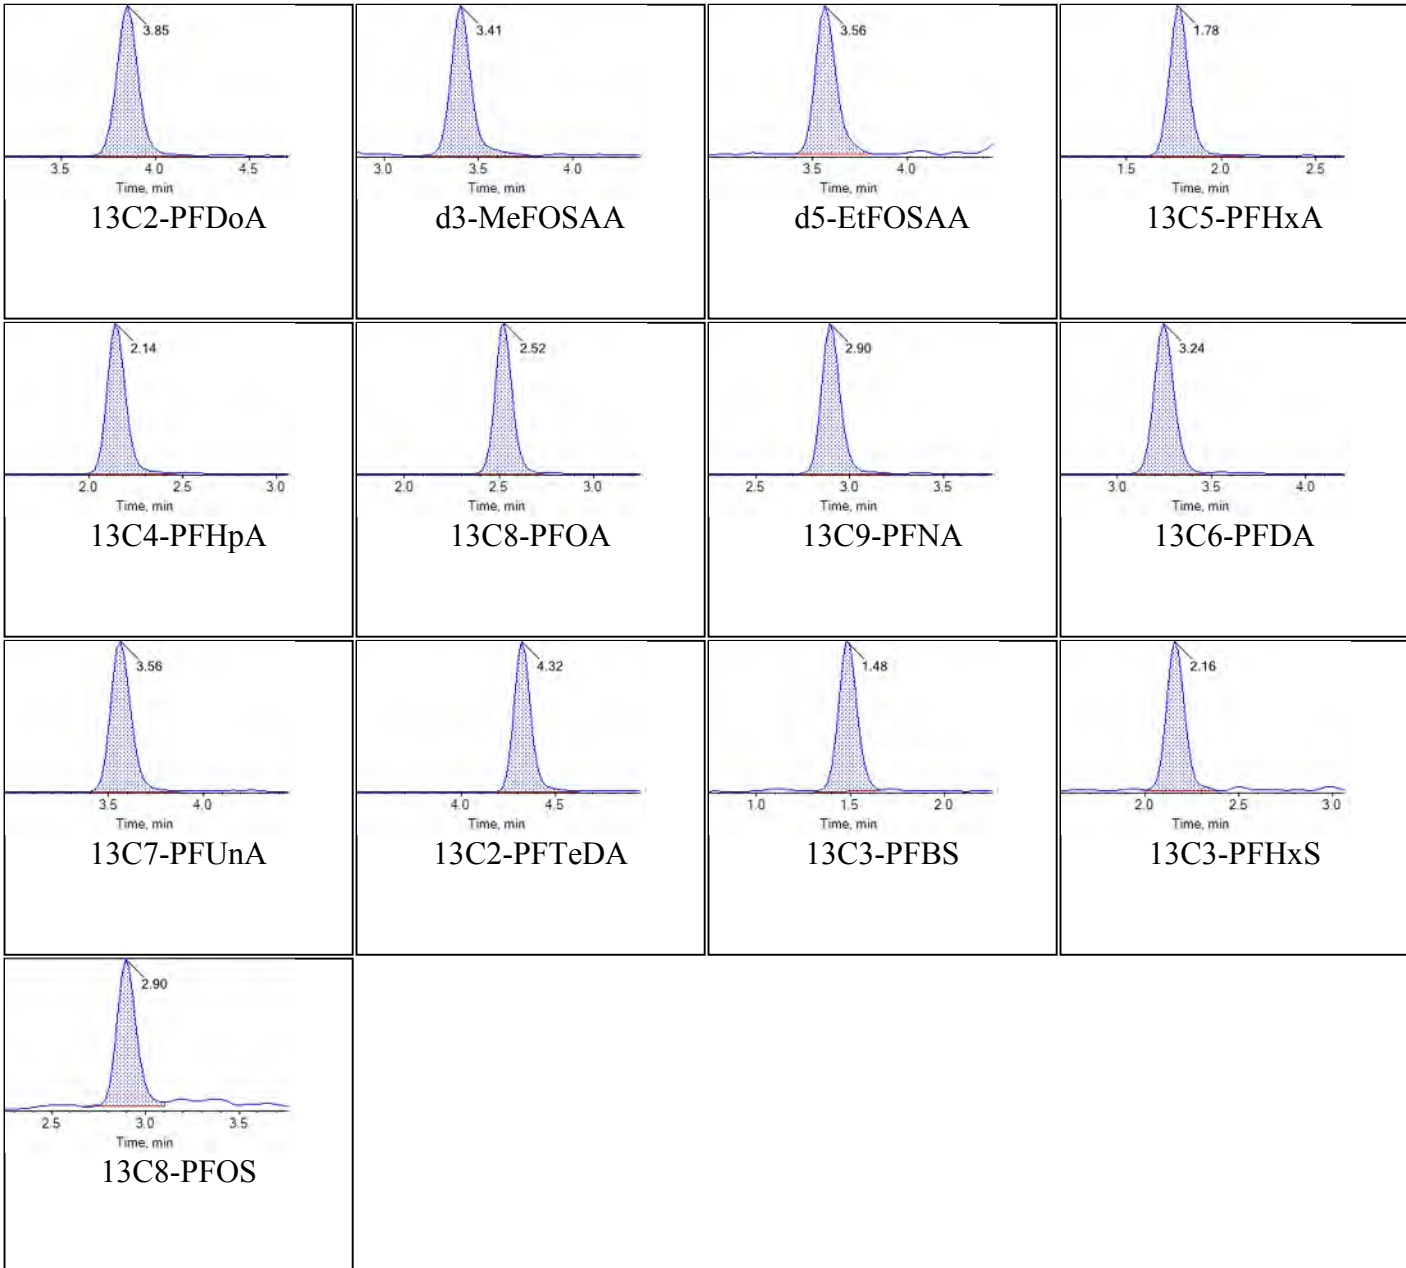 3.85
3.5 4.0 4.5
Time, min
13C2-PFDoA
3.41
3.0 3.5 4.0
Time, min
d3-MeFOSAA
3.56
3.5 4.0
Time, min
d5-EtFOSAA
1.78
1.5 2.0 2.5
Time, min
13C5-PFHxA
2.14
2.0 2.5 3.0
Time, min
13C4-PFHpA
2.52
2.0 2.5 3.0
Time, min
13C8-PFOA
2.90
2.5 3.0 3.5
Time, min
13C9-PFNA
3.24
3.0 3.5 4.0
Time, min
13C6-PFDA
3.56
3.5 4.0
Time, min
13C7-PFUnA
4.32
4.0 4.5
Time, min
13C2-PFTeDA
1.48
1.0 1.5 2.0
Time, min
13C3-PFBS
2.16
2.0 2.5 3.0
Time, min
13C3-PFHxS
2.90
2.5 3.0 3.5
Time, min
13C8-PFOS